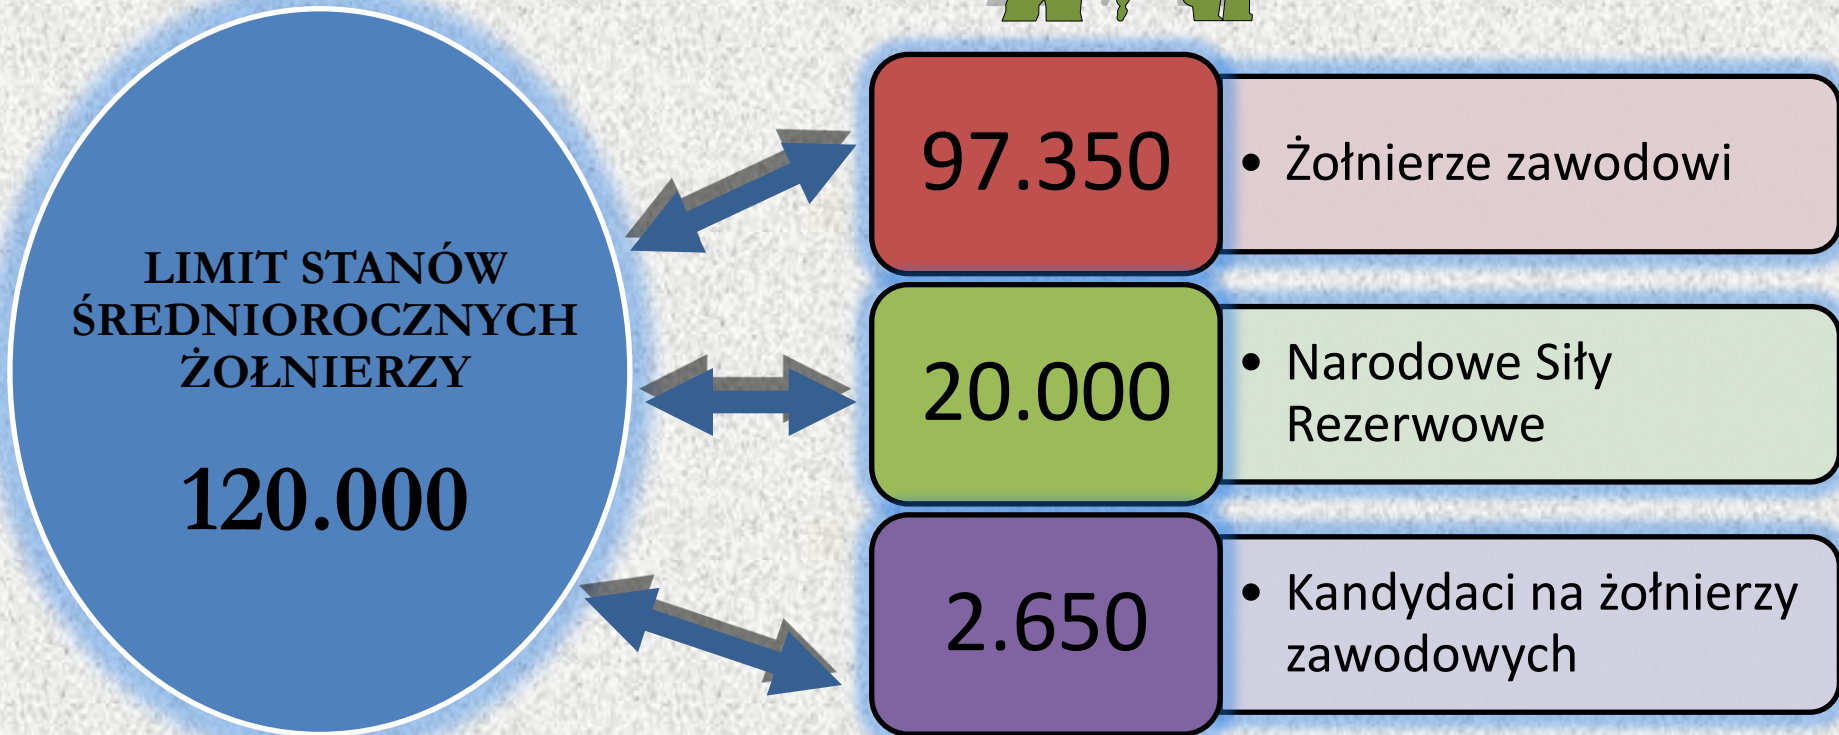 LIMIT STANÓW
ŚREDNIOROCZNYCH
ŻOŁNIERZY
120.000
97.350
• Żołnierze zawodowi
20.000
• Narodowe Siły
Rezerwowe
2.650
• Kandydaci na żołnierzy
zawodowych